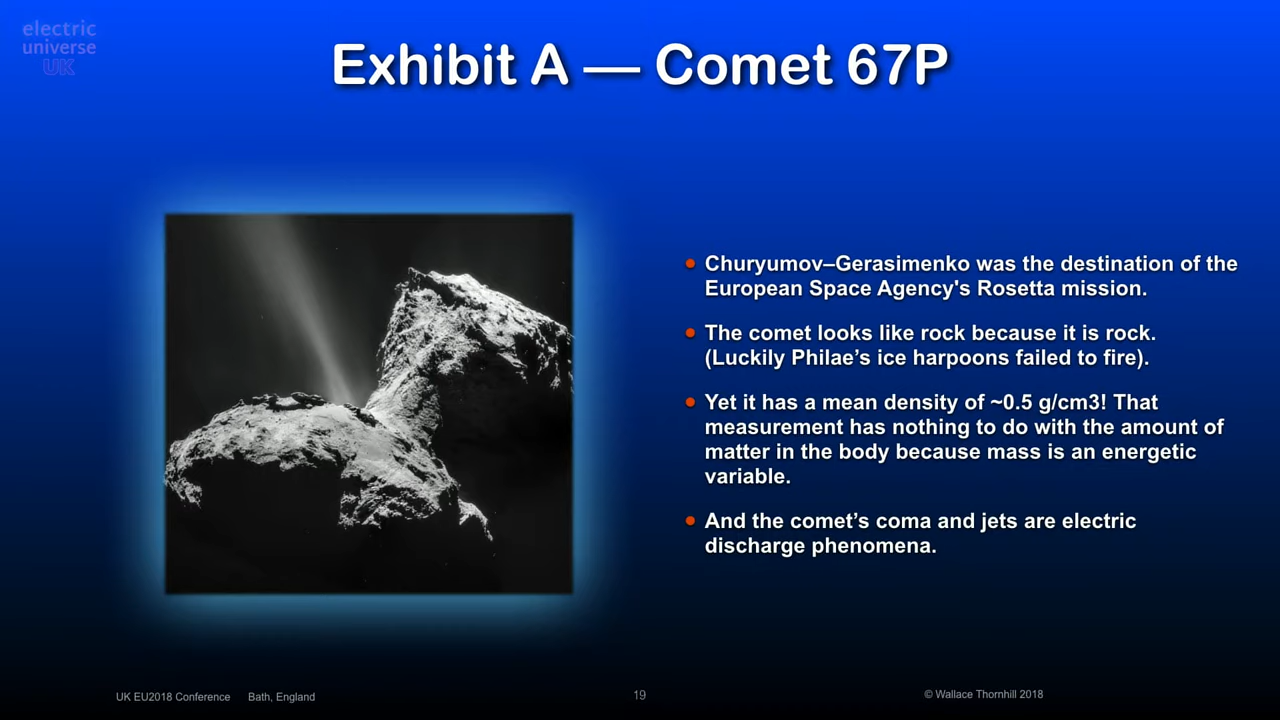 electric
universe
UK
Exhibit A — Comet 67P
Churyumov–Gerasimenko was the destination of the
European Space Agency's Rosetta mission.
The comet looks like rock because it is rock.
(Luckily Philae’s ice harpoons failed to fire).
Yet it has a mean density of ~0.5 g/cm3! That
measurement has nothing to do with the amount of
matter in the body because mass is an energetic
variable.
And the comet’s coma and jets are electric
discharge phenomena.
UK EU2018 Conference Bath, England
19
© Wallace Thornhill 2018